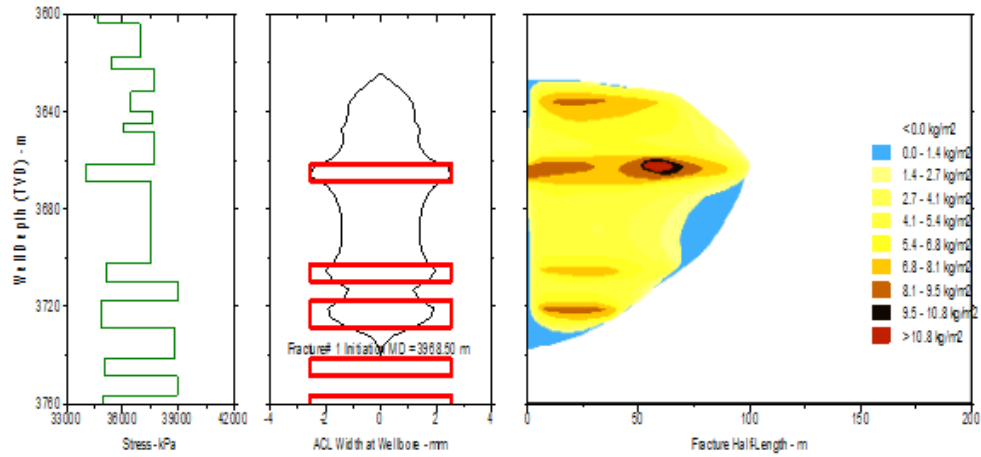 3600
3640
3680
3720
3760
Well Depth (TVD) - m
33000 36000 39000 42000
Stress - kPa
Fracture# 1 Initiation MD = 3968.50 m
-4 -2 0 2 4
ACL Width at Wellbore - mm
0 50 100 150 200
Fracture Half-Length - m
<0.0 kg/m2
0.0 - 1.4 kg/m2
1.4 - 2.7 kg/m2
2.7 - 4.1 kg/m2
4.1 - 5.4 kg/m2
5.4 - 6.8 kg/m2
6.8 - 8.1 kg/m2
8.1 - 9.5 kg/m2
9.5 - 10.8 kg/m2
>10.8 kg/m2